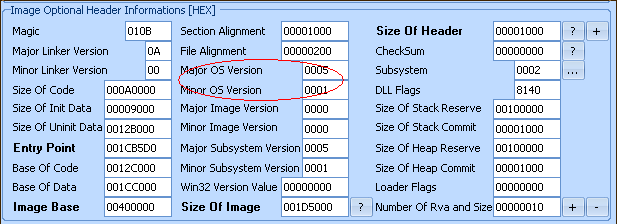 Image Optional Header Informations [HEX]
Magic 010B Section Alignment 00001000 Size Of Header 00001000 ? +
Major Linker Version 0A File Alignment 00000200 CheckSum 00000000 ?
Minor Linker Version 00 Major OS Version 0005 Subsystem 0002 ...
Size Of Code 000A0000 Minor OS Version 0001 DLL Flags 8140
Size Of Init Data 00009000 Major Image Version 0000 Size Of Stack Reserve 00100000
Size Of Uninit Data 0012B000 Minor Image Version 0000 Size Of Stack Commit 00001000
Entry Point 001CB5D0 Major Subsystem Version 0005 Size Of Heap Reserve 00100000
Base Of Code 0012C000 Minor Subsystem Version 0001 Size Of Heap Commit 00001000
Base Of Data 001CC000 Win32 Version Value 00000000 Loader Flags 00000000
Image Base 00400000 Size Of Image 001D5000 ? Number Of Rva and Size 00000010 + -